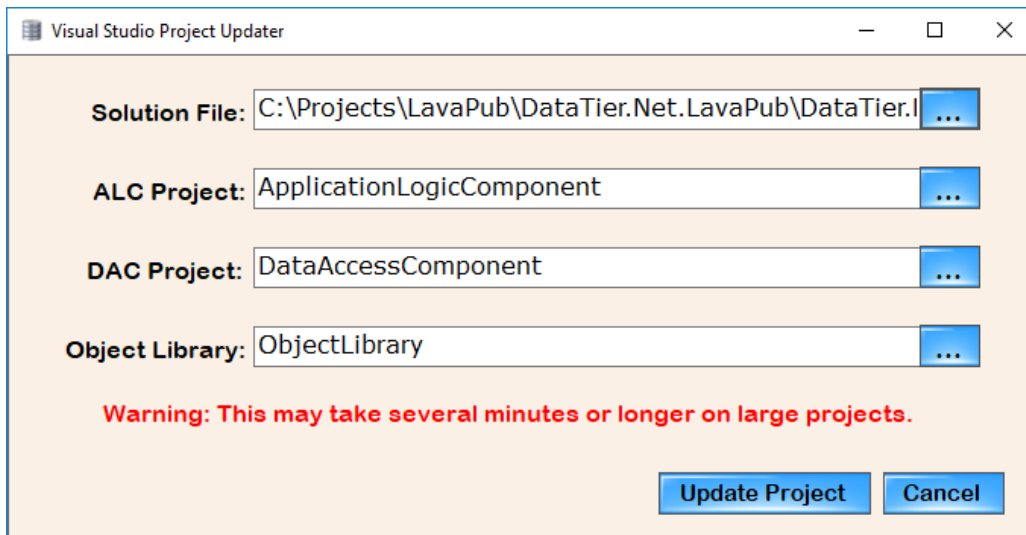 Visual Studio Project Updater
Solution File: C:\Projects\LavaPub\DataTier.Net.LavaPub\DataTier. ...
ALC Project: ApplicationLogicComponent ...
DAC Project: DataAccessComponent ...
Object Library: ObjectLibrary ...
Warning: This may take several minutes or longer on large projects.
Update Project Cancel